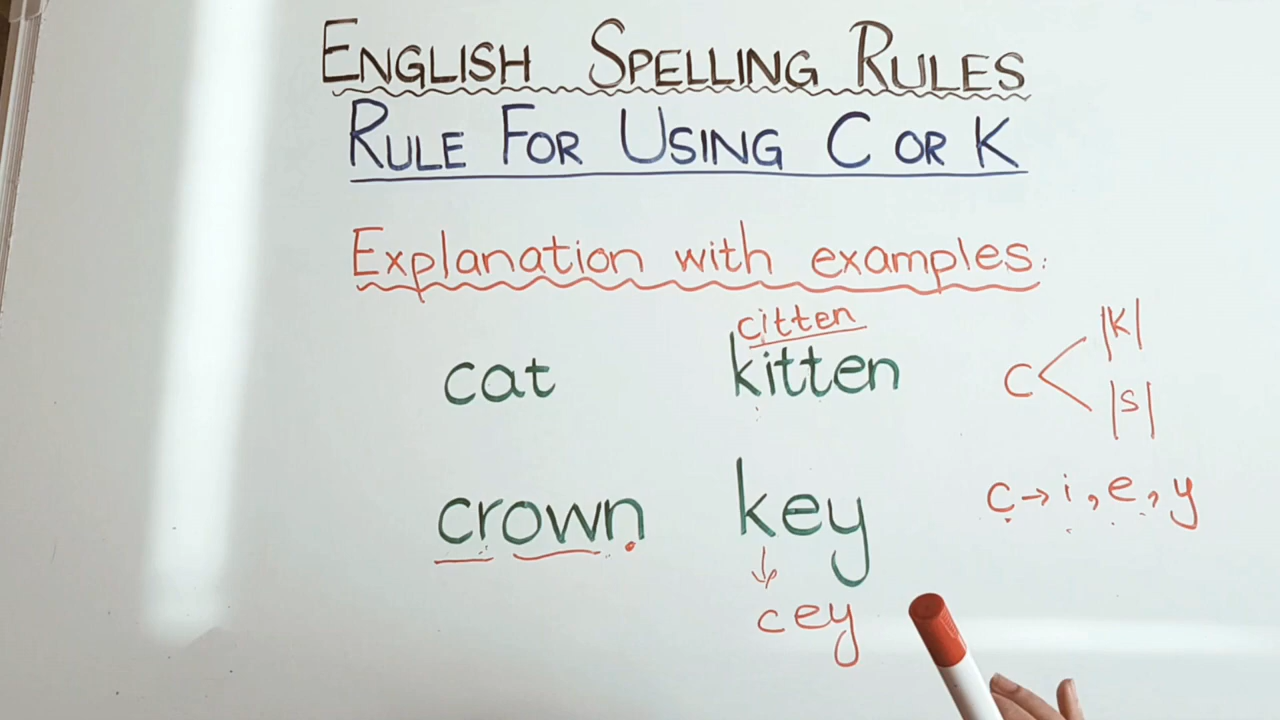 ENGLISH SPELLING RULES
RULE FOR USING C OR K
Explanation with examples:
citten
cat kitten c |K|
|s|
crown key c → i, e, y
↓
cey